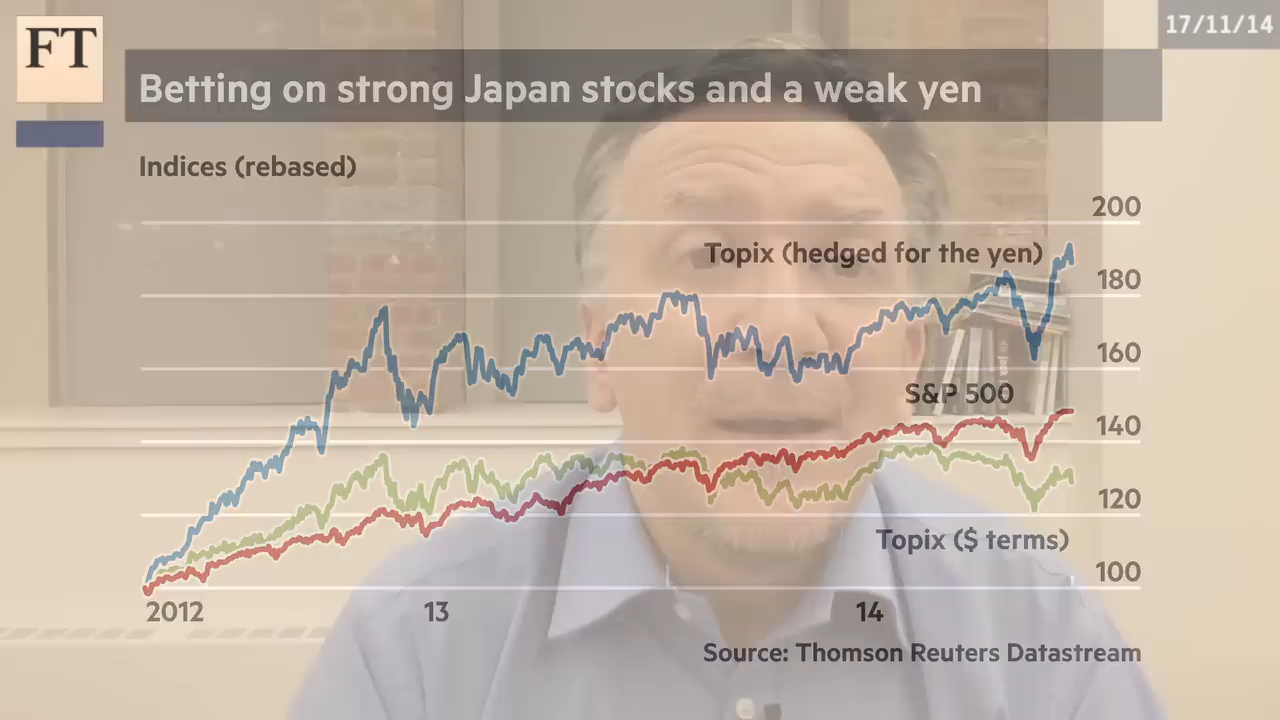 FT
17/11/14
Betting on strong Japan stocks and a weak yen
Indices (rebased)
200
Topix (hedged for the yen)
180
160
S&P 500
140
120
Topix ($ terms)
100
2012 13 14
Source: Thomson Reuters Datastream